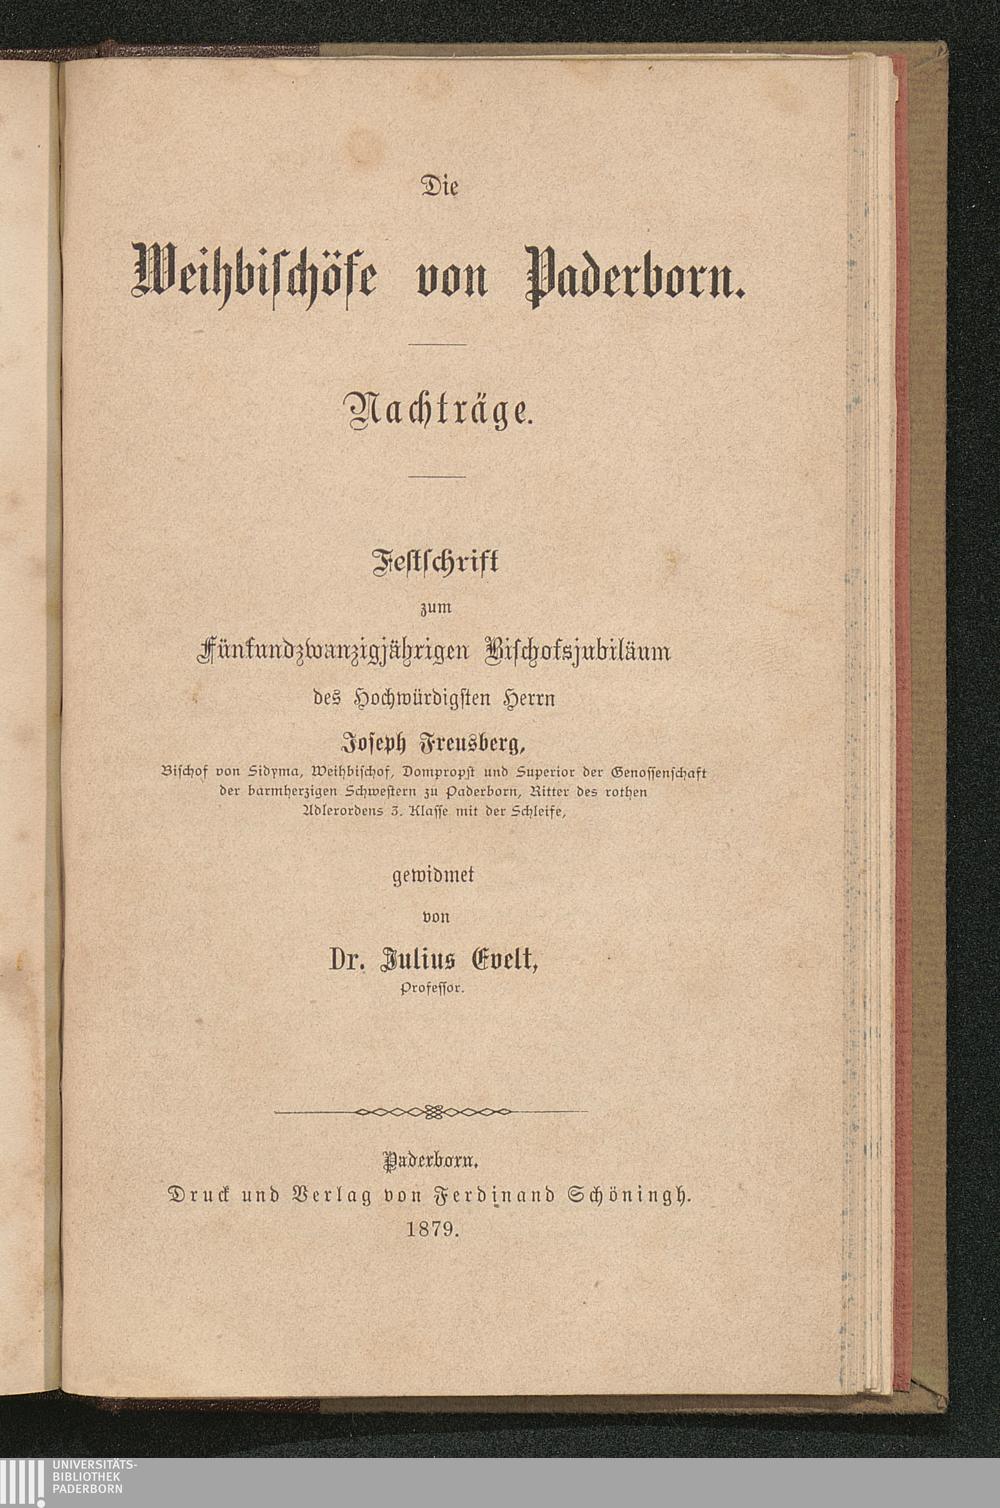 Die
Weihbischöfe von Paderborn.
Nachträge.
Festschrift
zum
Fünfundzwanzigjährigen Bischofsjubiläum
des Hochwürdigsten Herrn
Joseph Freusberg,
Bischof von Sidyma, Weihbischof, Dompropst und Superior der Genossenschaft
der barmherzigen Schwestern zu Paderborn, Ritter des rothen
Adlerordens 3. Klasse mit der Schleife,
gewidmet
von
Dr. Julius Evelt,
Professor.
Paderborn.
Druck und Verlag von Ferdinand Schöningh.
1879.
UNIVERSITÄTS-
BIBLIOTHEK
PADERBORN